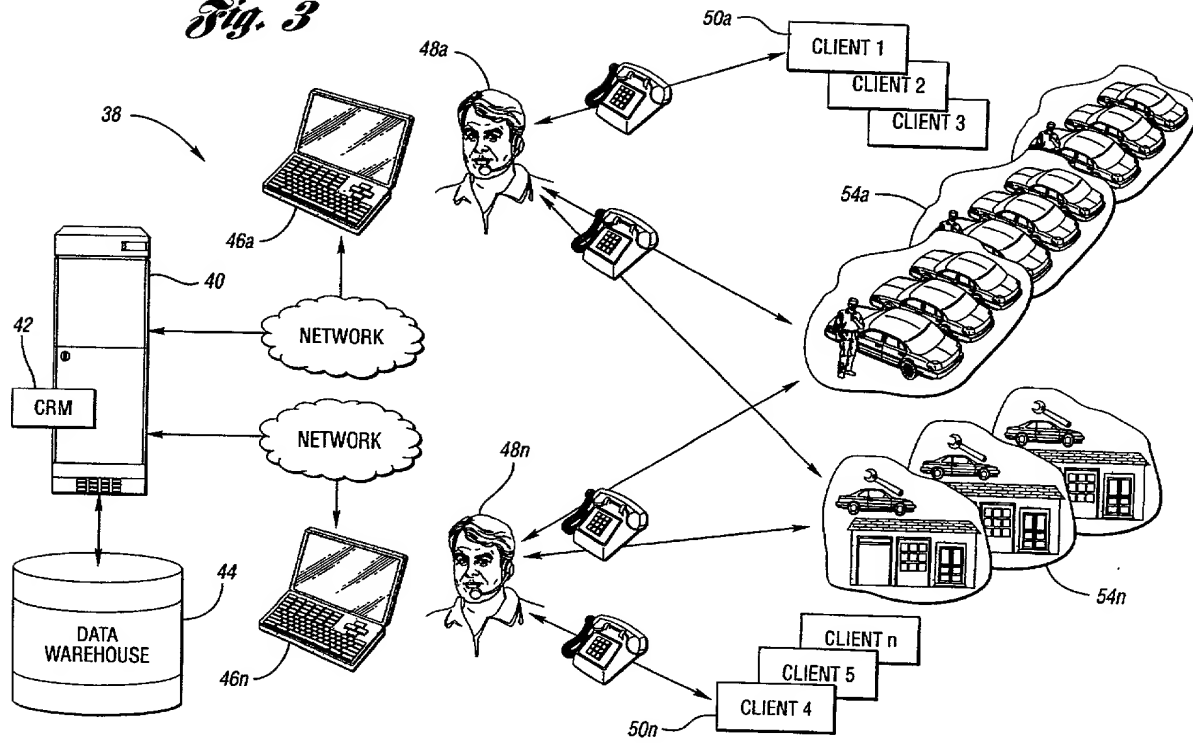 Fig. 3
50a
CLIENT 1
CLIENT 2
CLIENT 3
48a
38
54a
46a
40
NETWORK
42
CRM
NETWORK
48n
44
DATA
WAREHOUSE
46n
54n
CLIENT n
CLIENT 5
CLIENT 4
50n